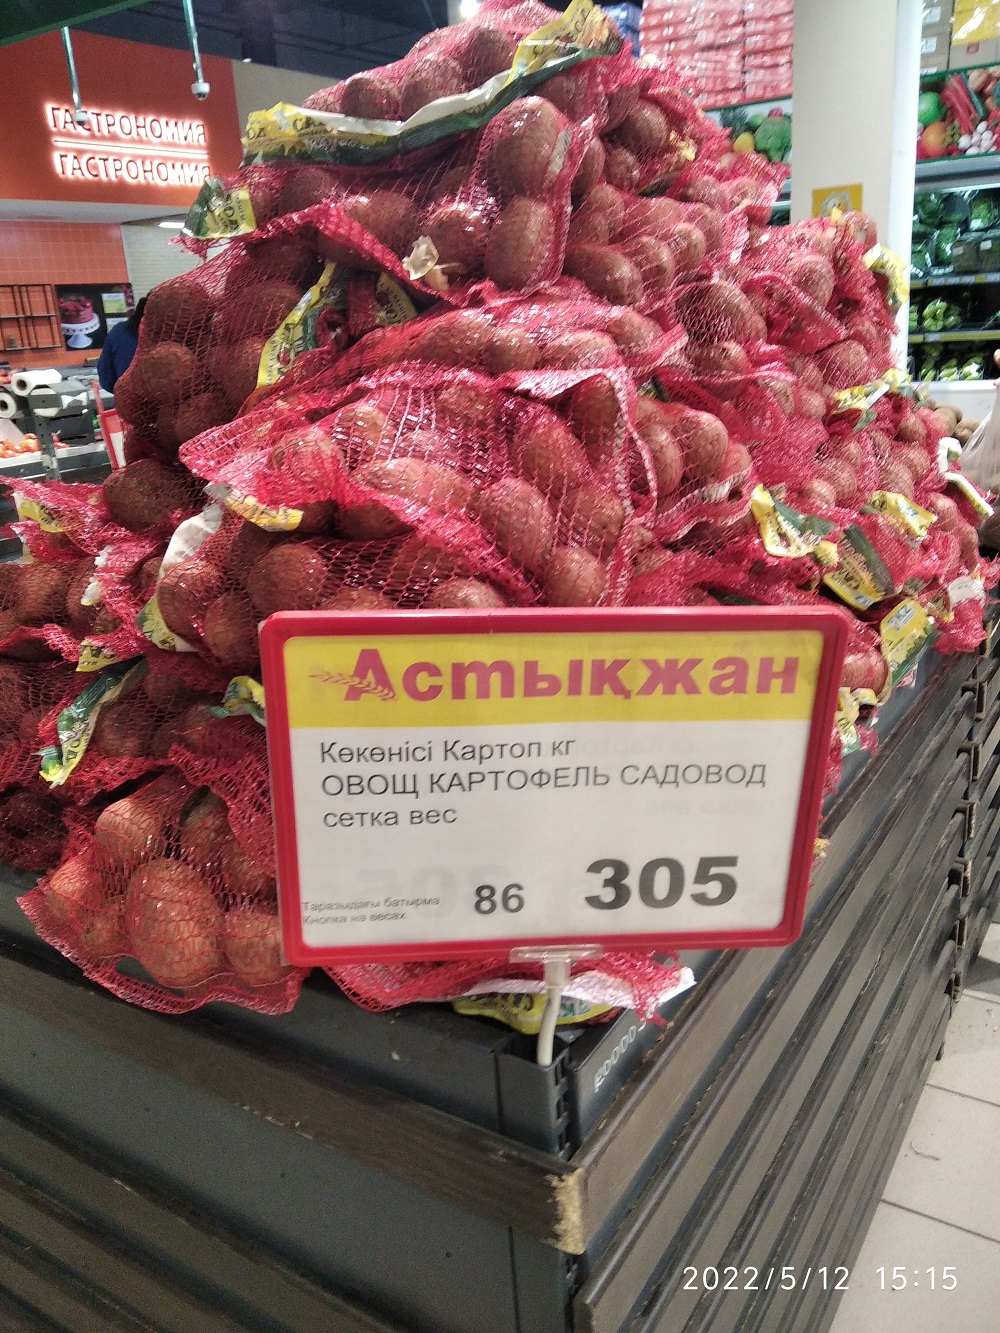 ГАСТРОНОМИЯ
ГАСТРОНОМИЯ
Астықжан
Көкөнісі Картоп кг
ОВОЩ КАРТОФЕЛЬ САДОВОД
сетка вес
Таразыдағы батырма
Кнопка на весах
86
305
2022/5/12 15:15